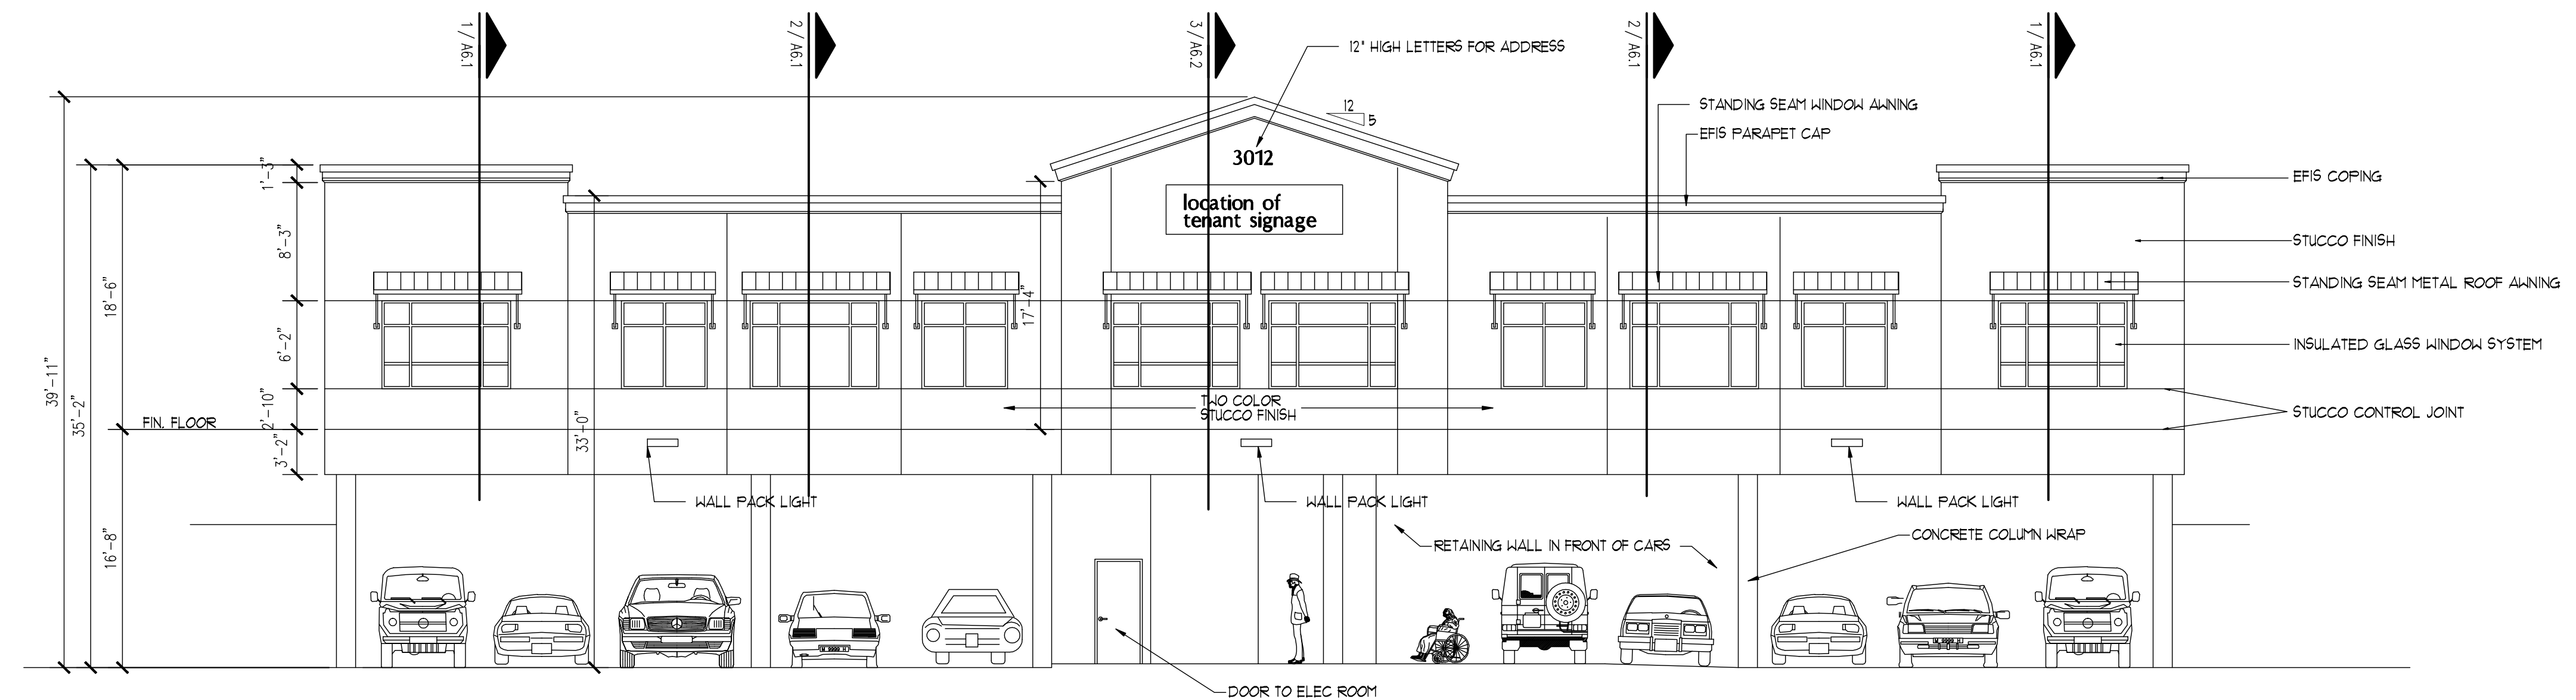 1/ A6.1
2/ A6.1
3/ A6.2
2/ A6.1
1/ A6.1
12" HIGH LETTERS FOR ADDRESS
STANDING SEAM WINDOW AWNING
EFIS PARAPET CAP
12
5
3012
location of
tenant signage
EFIS COPING
STUCCO FINISH
STANDING SEAM METAL ROOF AWNING
INSULATED GLASS WINDOW SYSTEM
STUCCO CONTROL JOINT
39'-11"
35'-2"
18'-6"
16'-8"
1'-3"
8'-3"
6'-2"
2'-10"
3'-2"
33'-0"
17'-4"
FIN. FLOOR
TWO COLOR
STUCCO FINISH
WALL PACK LIGHT
WALL PACK LIGHT
WALL PACK LIGHT
RETAINING WALL IN FRONT OF CARS
CONCRETE COLUMN WRAP
DOOR TO ELEC ROOM